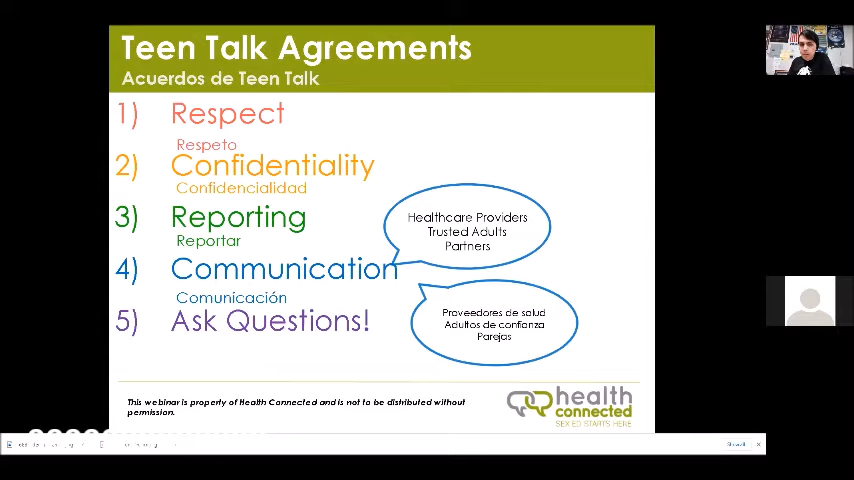 Teen Talk Agreements
Acuerdos de Teen Talk
1) Respect
Respeto
2) Confidentiality
Confidencialidad
3) Reporting
Reportar
Healthcare Providers
Trusted Adults
Partners
4) Communication
Comunicación
Proveedores de salud
Adultos de confianza
Parejas
5) Ask Questions!
This webinar is property of Health Connected and is not to be distributed without
permission.
health
connected
SEX ED STARTS HERE
Show all